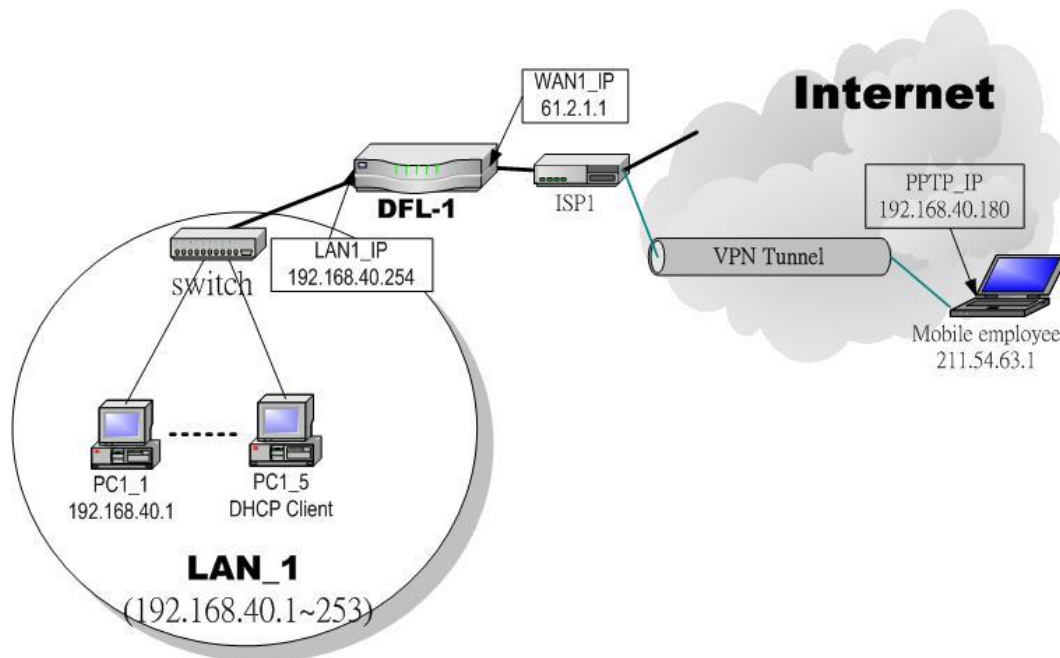 WAN1_IP
61.2.1.1
Internet
DFL-1
ISP1
PPTP_IP
192.168.40.180
LAN1_IP
192.168.40.254
switch
VPN Tunnel
Mobile employee
211.54.63.1
PC1_1
192.168.40.1
PC1_5
DHCP Client
LAN_1
(192.168.40.1~253)